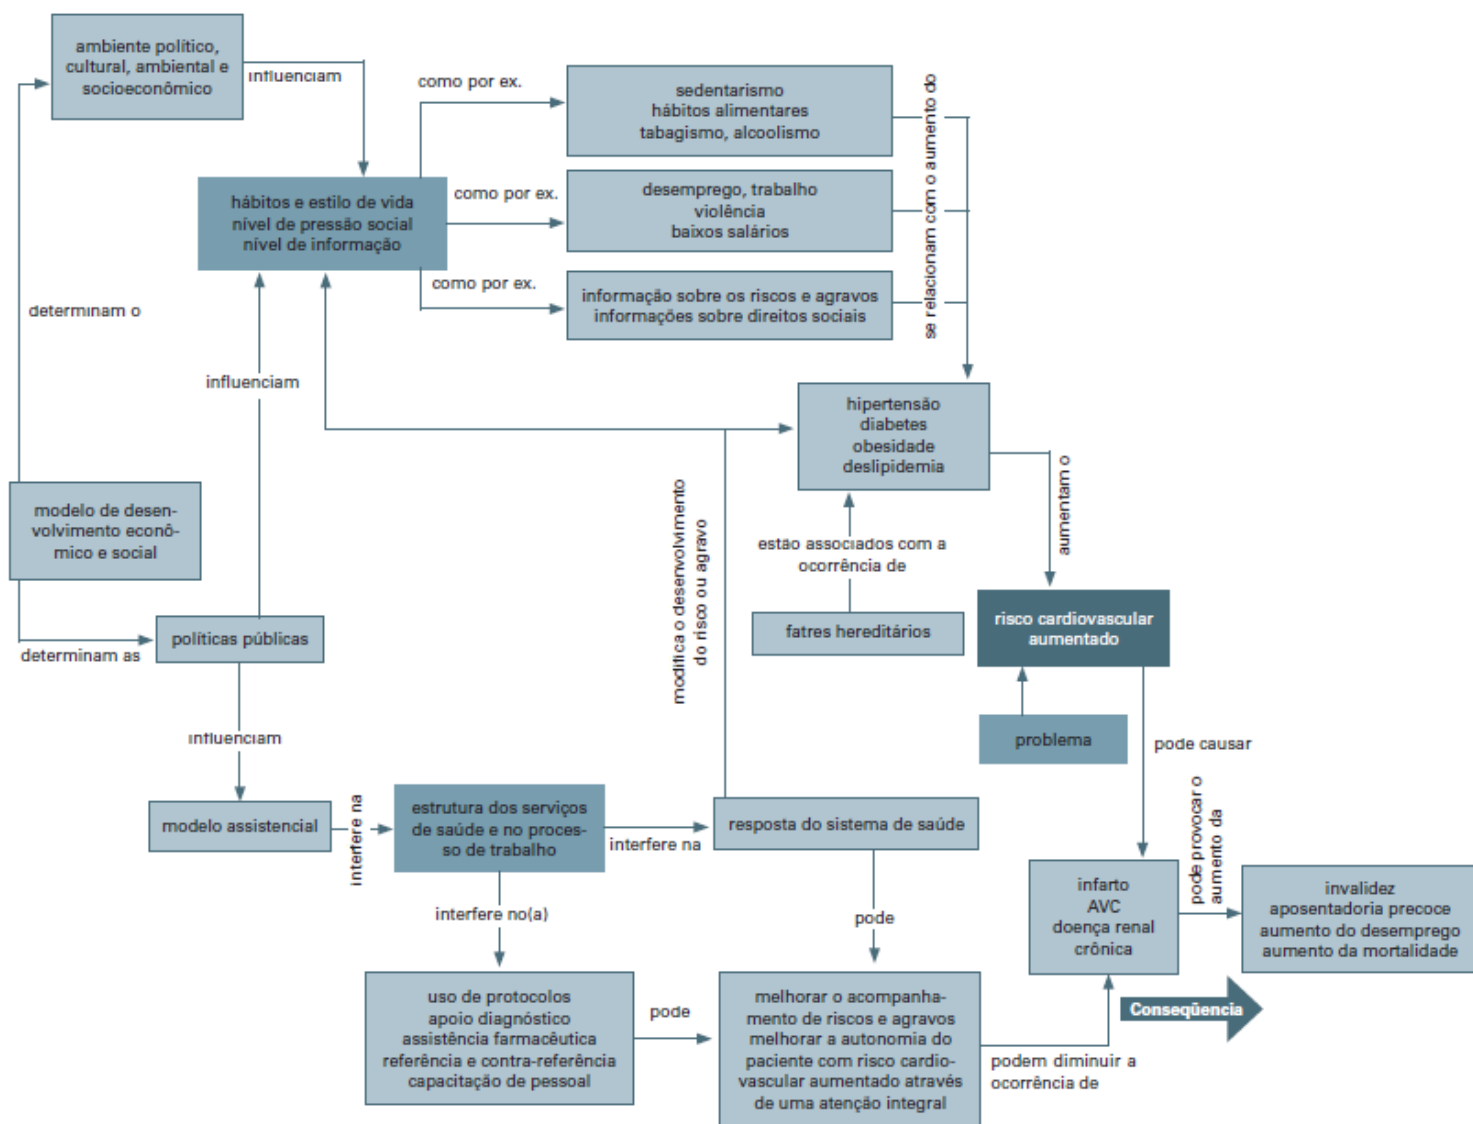 ambiente político,
cultural, ambiental e
socioeconômico
influenciam
como por ex.
sedentarismo
hábitos alimentares
tabagismo, alcoolismo
se relacionam com o aumento do
hábitos e estilo de vida
nível de pressão social
nível de informação
como por ex.
desemprego, trabalho
violência
baixos salários
como por ex.
informação sobre os riscos e agravos
informações sobre direitos sociais
determinam o
influenciam
hipertensão
diabetes
obesidade
deslipidemia
aumentam o
modelo de desen-
volvimento econô-
mico e social
modifica o desenvolvimento
do risco ou agravo
estão associados com a
ocorrência de
fatres hereditários
risco cardiovascular
aumentado
determinam as
políticas públicas
problema
pode causar
influenciam
modelo assistencial
interfere na
estrutura dos serviços
de saúde e no proces-
so de trabalho
interfere na
resposta do sistema de saúde
interfere no(a)
pode
infarto
AVC
doença renal
crônica
pode provocar o
aumento da
invalidez
aposentadoria precoce
aumento do desemprego
aumento da mortalidade
uso de protocolos
apoio diagnóstico
assistência farmacêutica
referência e contra-referência
capacitação de pessoal
pode
melhorar o acompanha-
mento de riscos e agravos
melhorar a autonomia do
paciente com risco cardio-
vascular aumentado através
de uma atenção integral
podem diminuir a
ocorrência de
Conseqüencia